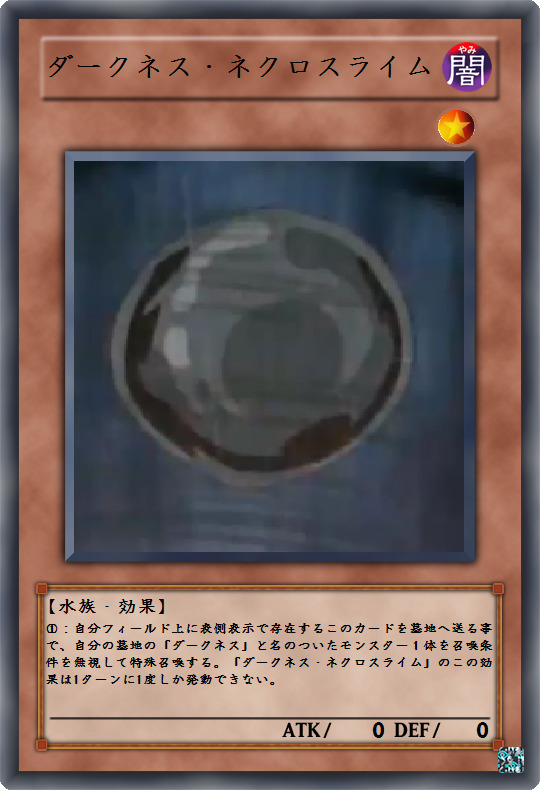 ダークネス・ネクロスライム
やみ
闇
【水族・効果】
①：自分フィールド上に表側表示で存在するこのカードを墓地へ送る事
で、自分の墓地の「ダークネス」と名のついたモンスター１体を召喚条
件を無視して特殊召喚する。「ダークネス・ネクロスライム」のこの効
果は1ターンに1度しか発動できない。
ATK/ 0 DEF/ 0